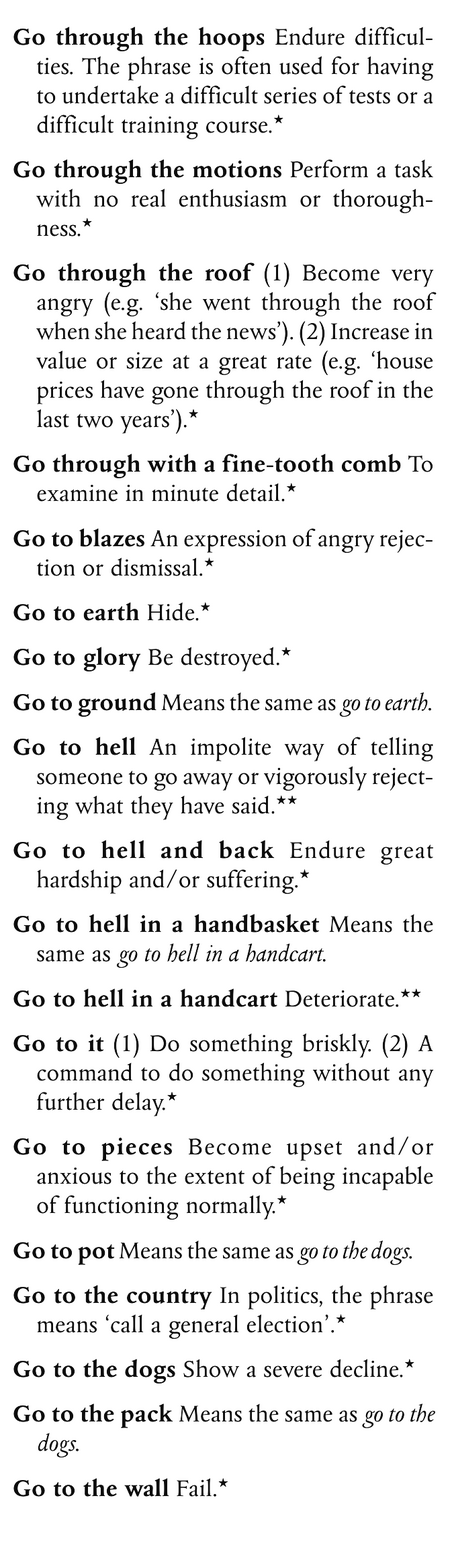 Go through the hoops Endure difficul-
ties. The phrase is often used for having
to undertake a difficult series of tests or a
difficult training course.★
Go through the motions Perform a task
with no real enthusiasm or thorough-
ness.★
Go through the roof (1) Become very
angry (e.g. ‘she went through the roof
when she heard the news’). (2) Increase in
value or size at a great rate (e.g. ‘house
prices have gone through the roof in the
last two years’).★
Go through with a fine-tooth comb To
examine in minute detail.★
Go to blazes An expression of angry rejec-
tion or dismissal.★
Go to earth Hide.★
Go to glory Be destroyed.★
Go to ground Means the same as go to earth.
Go to hell An impolite way of telling
someone to go away or vigorously reject-
ing what they have said.★★
Go to hell and back Endure great
hardship and/or suffering.★
Go to hell in a handbasket Means the
same as go to hell in a handcart.
Go to hell in a handcart Deteriorate.★★
Go to it (1) Do something briskly. (2) A
command to do something without any
further delay.★
Go to pieces Become upset and/or
anxious to the extent of being incapable
of functioning normally.★
Go to pot Means the same as go to the dogs.
Go to the country In politics, the phrase
means ‘call a general election’.★
Go to the dogs Show a severe decline.★
Go to the pack Means the same as go to the
dogs.
Go to the wall Fail.★